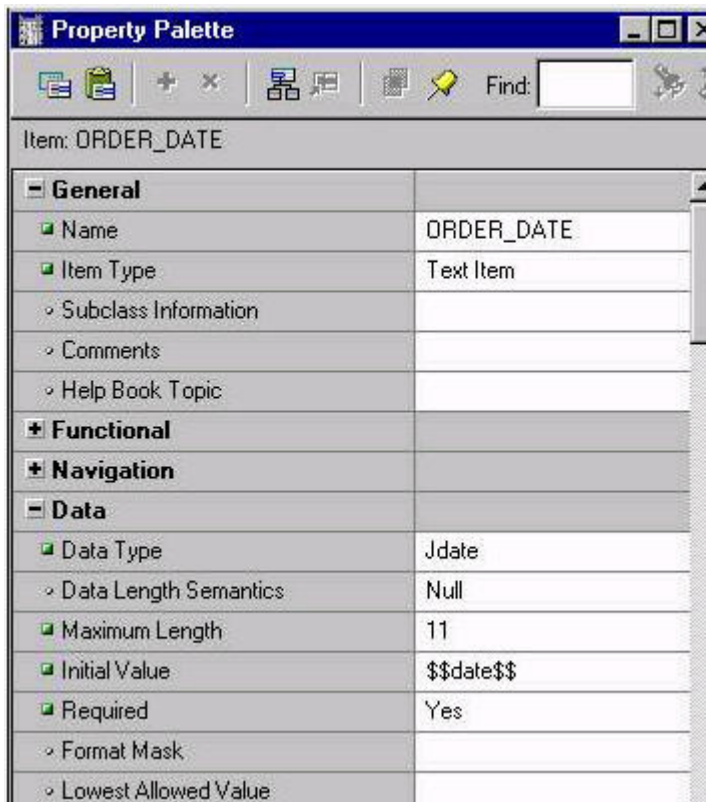 Property Palette
Find:
Item: ORDER_DATE
General
Name ORDER_DATE
Item Type Text Item
Subclass Information
Comments
Help Book Topic
Functional
Navigation
Data
Data Type Jdate
Data Length Semantics Null
Maximum Length 11
Initial Value $$date$$
Required Yes
Format Mask
Lowest Allowed Value